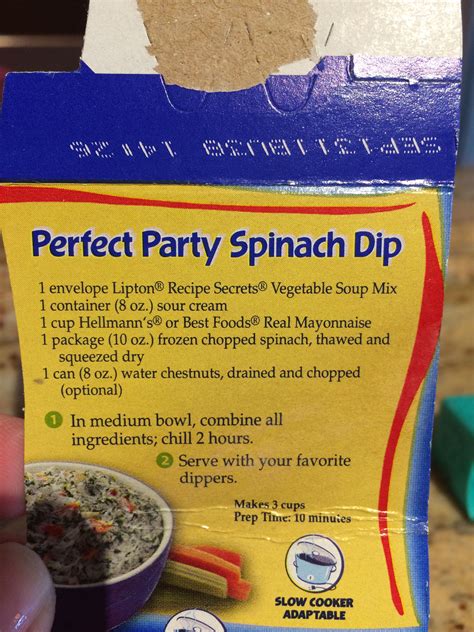 Perfect Party Spinach Dip
1 envelope Lipton® Recipe Secrets® Vegetable Soup Mix
1 container (8 oz.) sour cream
1 cup Hellmann's® or Best Foods® Real Mayonnaise
1 package (10 oz.) frozen chopped spinach, thawed and
squeezed dry
1 can (8 oz.) water chestnuts, drained and chopped
(optional)
1 In medium bowl, combine all
ingredients; chill 2 hours.
2 Serve with your favorite
dippers.
Makes 3 cups
Prep Time: 10 minutes
SLOW COOKER
ADAPTABLE